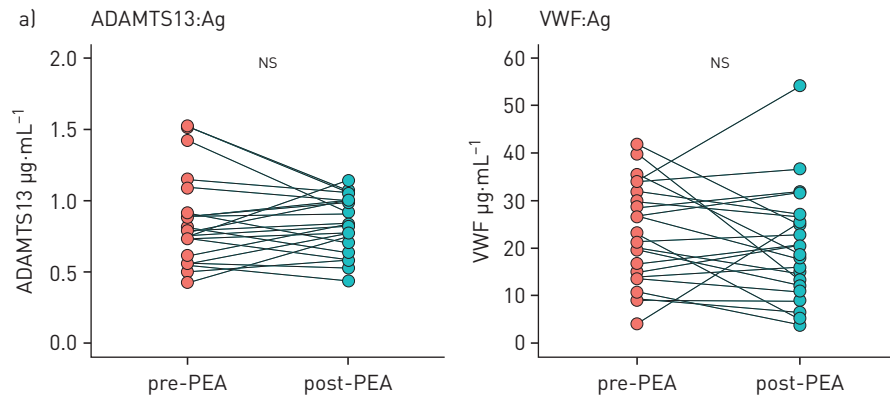 a) ADAMTS13:Ag
2.0
1.5
1.0
0.5
0.0
ADAMTS13 µg·mL⁻¹
NS
pre-PEA post-PEA
b) VWF:Ag
60
50
40
30
20
10
0
VWF µg·mL⁻¹
NS
pre-PEA post-PEA